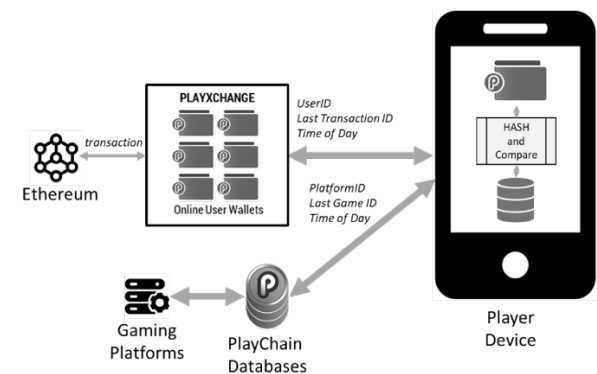 PLAYXCHANGE
Online User Wallets
transaction
Ethereum
UserID
Last Transaction ID
Time of Day
PlatformID
Last Game ID
Time of Day
HASH
and
Compare
Player
Device
Gaming
Platforms
PlayChain
Databases